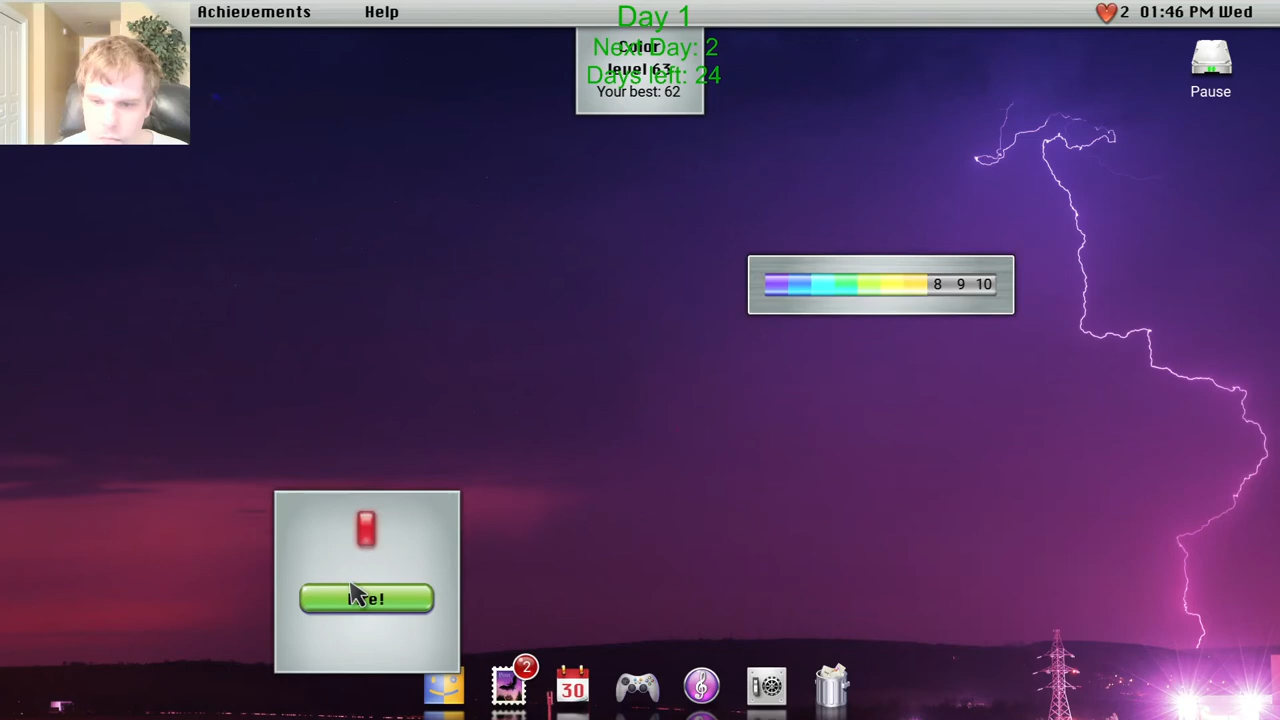 Achievements Help
Day 1
2 01:46 PM Wed
Color
Next Day: 2
level 63
Days left: 24
Your best: 62
Pause
8 9 10
2
30